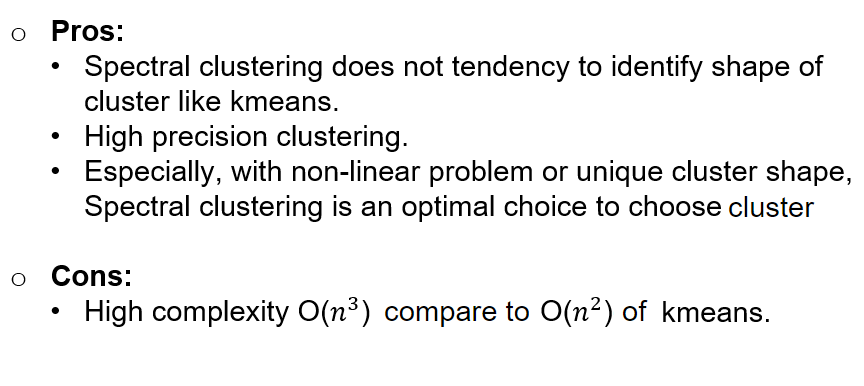 ○ Pros:
• Spectral clustering does not tendency to identify shape of
cluster like kmeans.
• High precision clustering.
• Especially, with non-linear problem or unique cluster shape,
Spectral clustering is an optimal choice to choose cluster
○ Cons:
• High complexity O(n³) compare to O(n²) of kmeans.